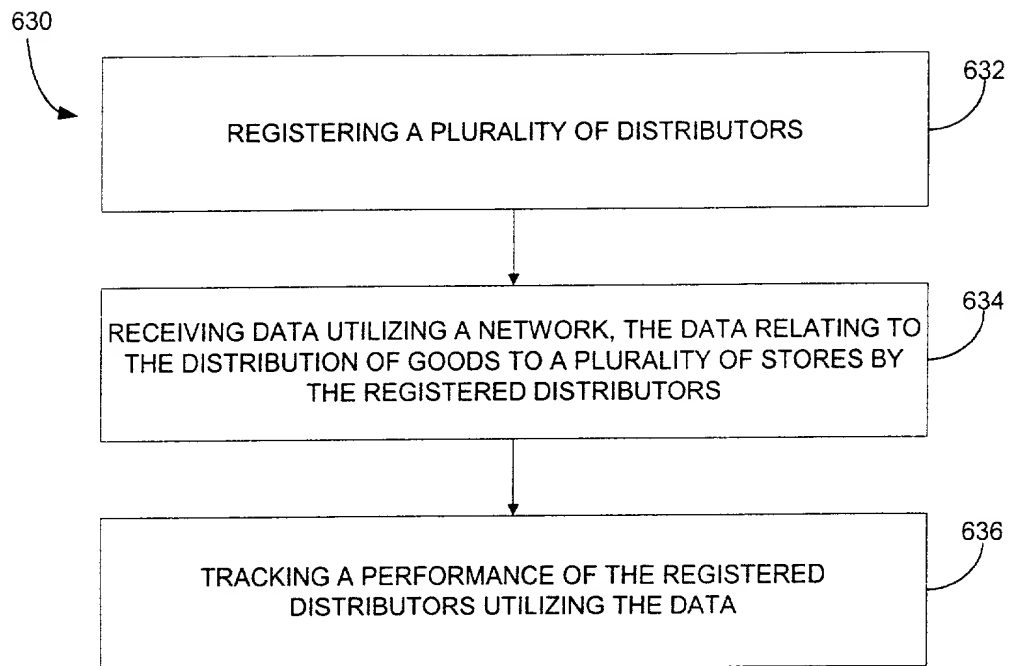 630
632
REGISTERING A PLURALITY OF DISTRIBUTORS
634
RECEIVING DATA UTILIZING A NETWORK, THE DATA RELATING TO
THE DISTRIBUTION OF GOODS TO A PLURALITY OF STORES BY
THE REGISTERED DISTRIBUTORS
636
TRACKING A PERFORMANCE OF THE REGISTERED
DISTRIBUTORS UTILIZING THE DATA